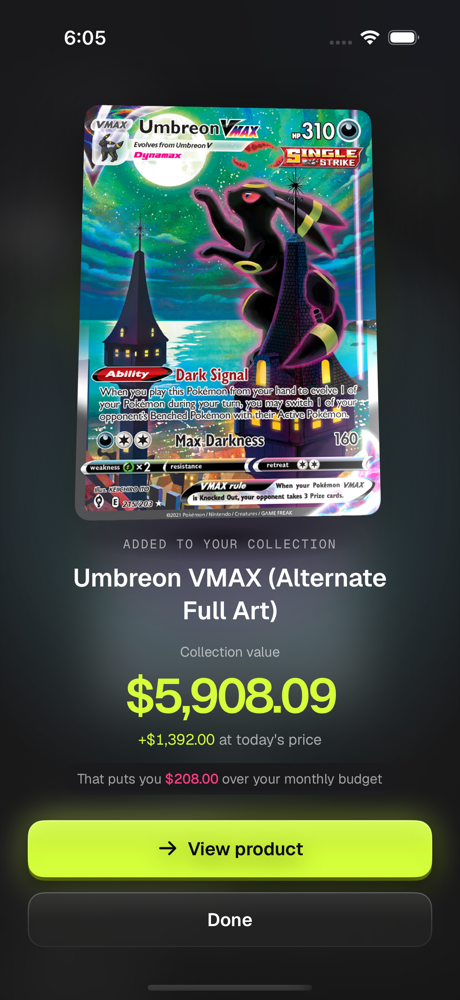 6:05
VMAX
Umbreon VMAX
HP 310
Evolves from Umbreon V
Dynamax
SINGLE STRIKE
Ability Dark Signal
When you play this Pokémon from your hand to evolve 1 of
your Pokémon during your turn, you may switch 1 of your
opponent's Benched Pokémon with their Active Pokémon.
Max Darkness 160
weakness ×2 resistance retreat
Illus. KEIICHIRO ITO
VMAX rule When your Pokémon VMAX
is Knocked Out, your opponent takes 3 Prize cards.
E 215/203
©2021 Pokémon / Nintendo / Creatures / GAME FREAK
ADDED TO YOUR COLLECTION
Umbreon VMAX (Alternate
Full Art)
Collection value
$5,908.09
+$1,392.00 at today's price
That puts you $208.00 over your monthly budget
→ View product
Done